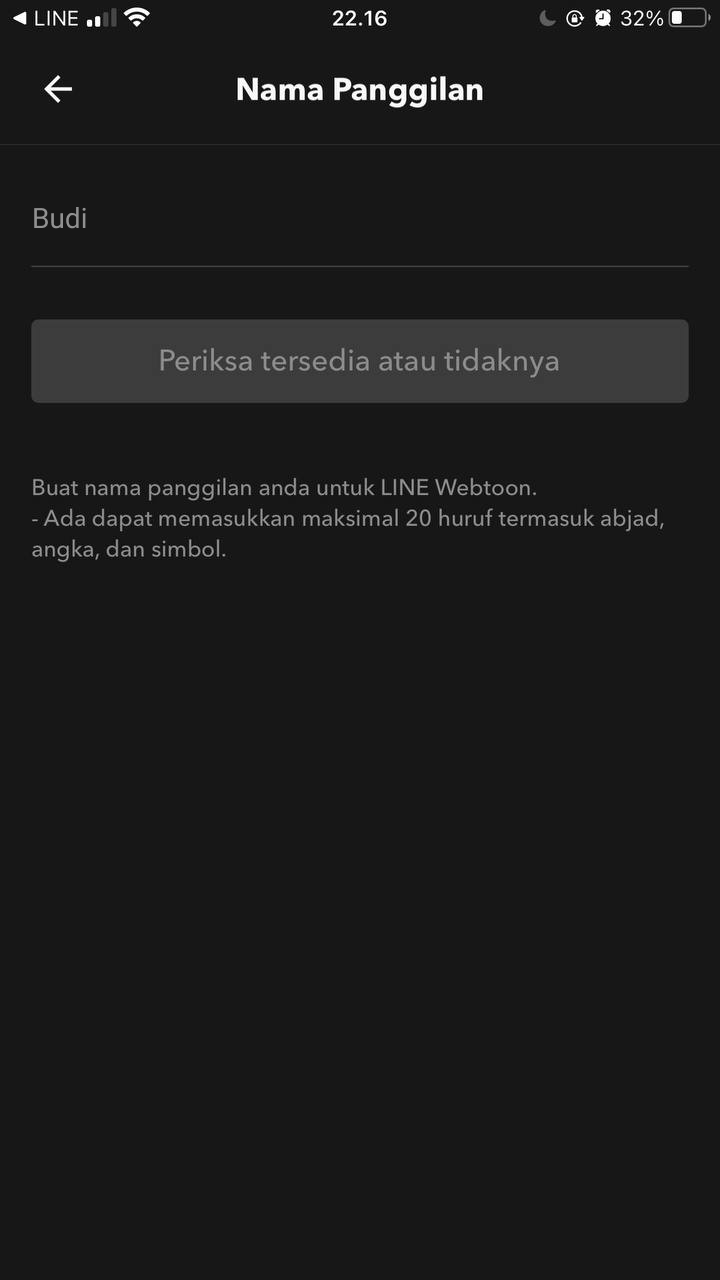 LINE
22.16
32%
Nama Panggilan
Budi
Periksa tersedia atau tidaknya
Buat nama panggilan anda untuk LINE Webtoon.
- Ada dapat memasukkan maksimal 20 huruf termasuk abjad,
angka, dan simbol.